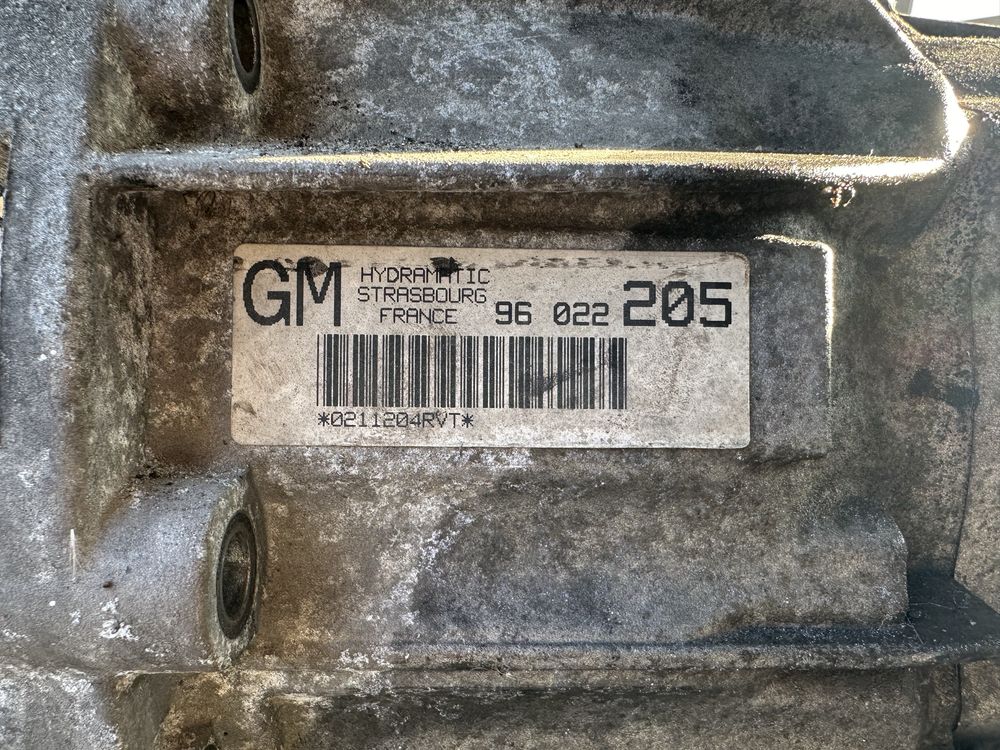 GM HYDRAMATIC
STRASBOURG
FRANCE 96 022 205
*0211204RVT*